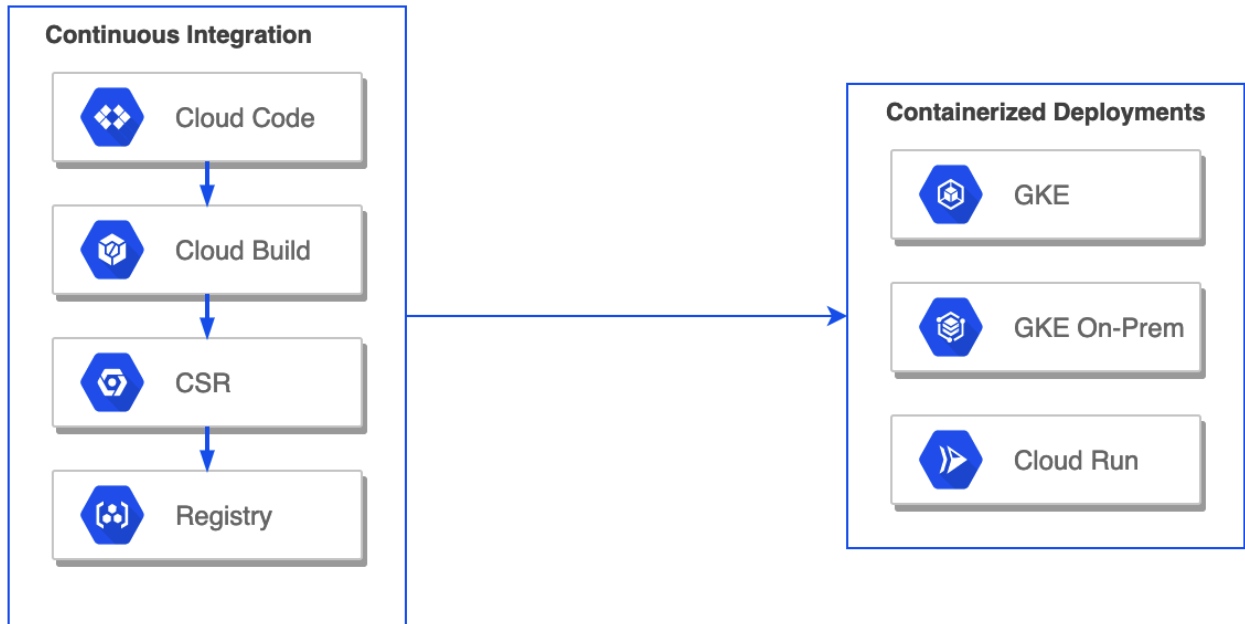 Continuous Integration
Cloud Code
Cloud Build
CSR
Registry
Containerized Deployments
GKE
GKE On-Prem
Cloud Run